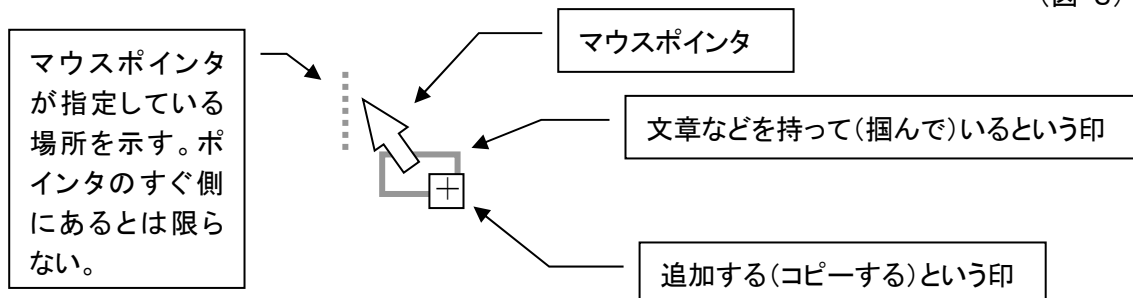 マウスポインタ
が指定している
場所を示す。ポ
インタのすぐ側
にあるとは限ら
ない。
マウスポインタ
文章などを持って(掴んで)いるという印
追加する(コピーする)という印